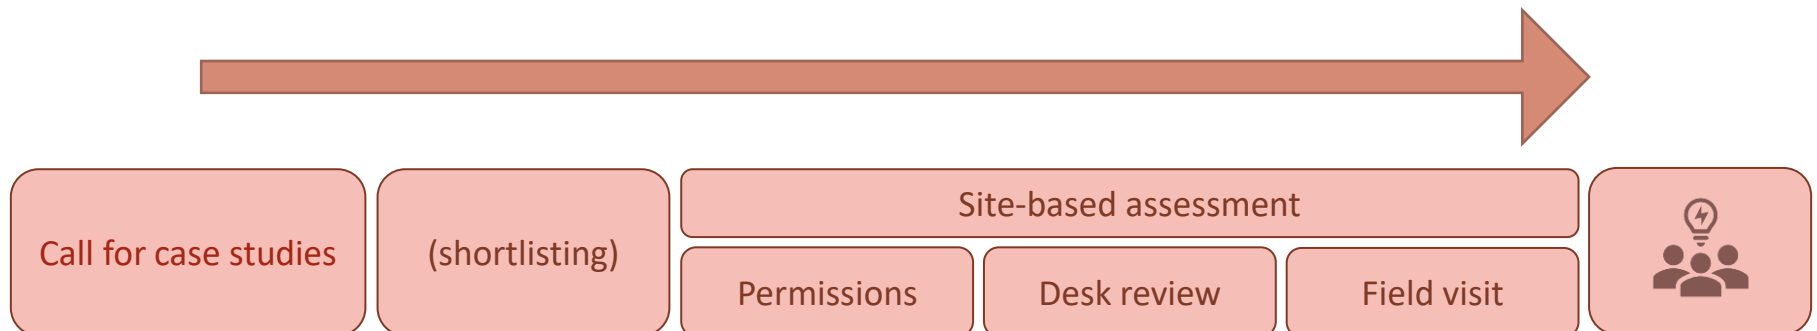 Call for case studies
(shortlisting)
Site-based assessment
Permissions
Desk review
Field visit